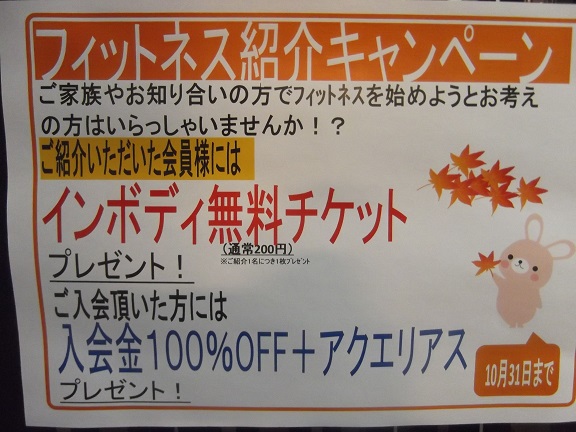 フィットネス紹介キャンペーン
ご家族やお知り合いの方でフィットネスを始めようとお考え
の方はいらっしゃいませんか！？
ご紹介いただいた会員様には
インボディ無料チケット
（通常200円）
※ご紹介1名につき1枚プレゼント
プレゼント！
ご入会頂いた方には
入会金100%OFF＋アクエリアス
プレゼント！
10月31日まで